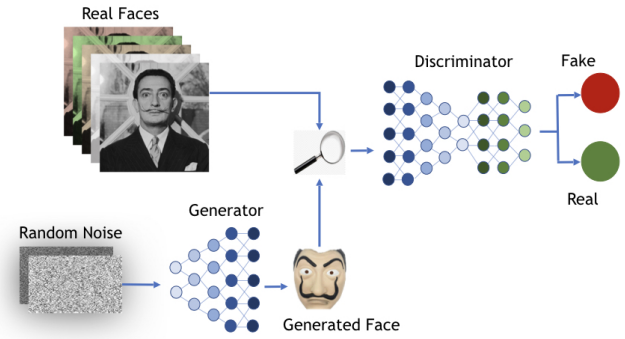 Real Faces
Discriminator
Fake
Real
Generator
Random Noise
Generated Face